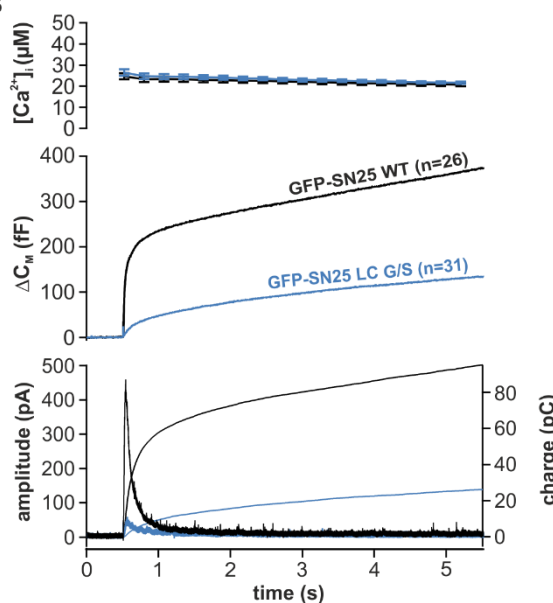 [Ca²⁺]ᵢ (µM)
50
40
30
20
10
0
ΔC_M (fF)
400
300
200
100
0
GFP-SN25 WT (n=26)
GFP-SN25 LC G/S (n=31)
amplitude (pA)
500
400
300
200
100
0
charge (pC)
80
60
40
20
0
0 1 2 3 4 5
time (s)